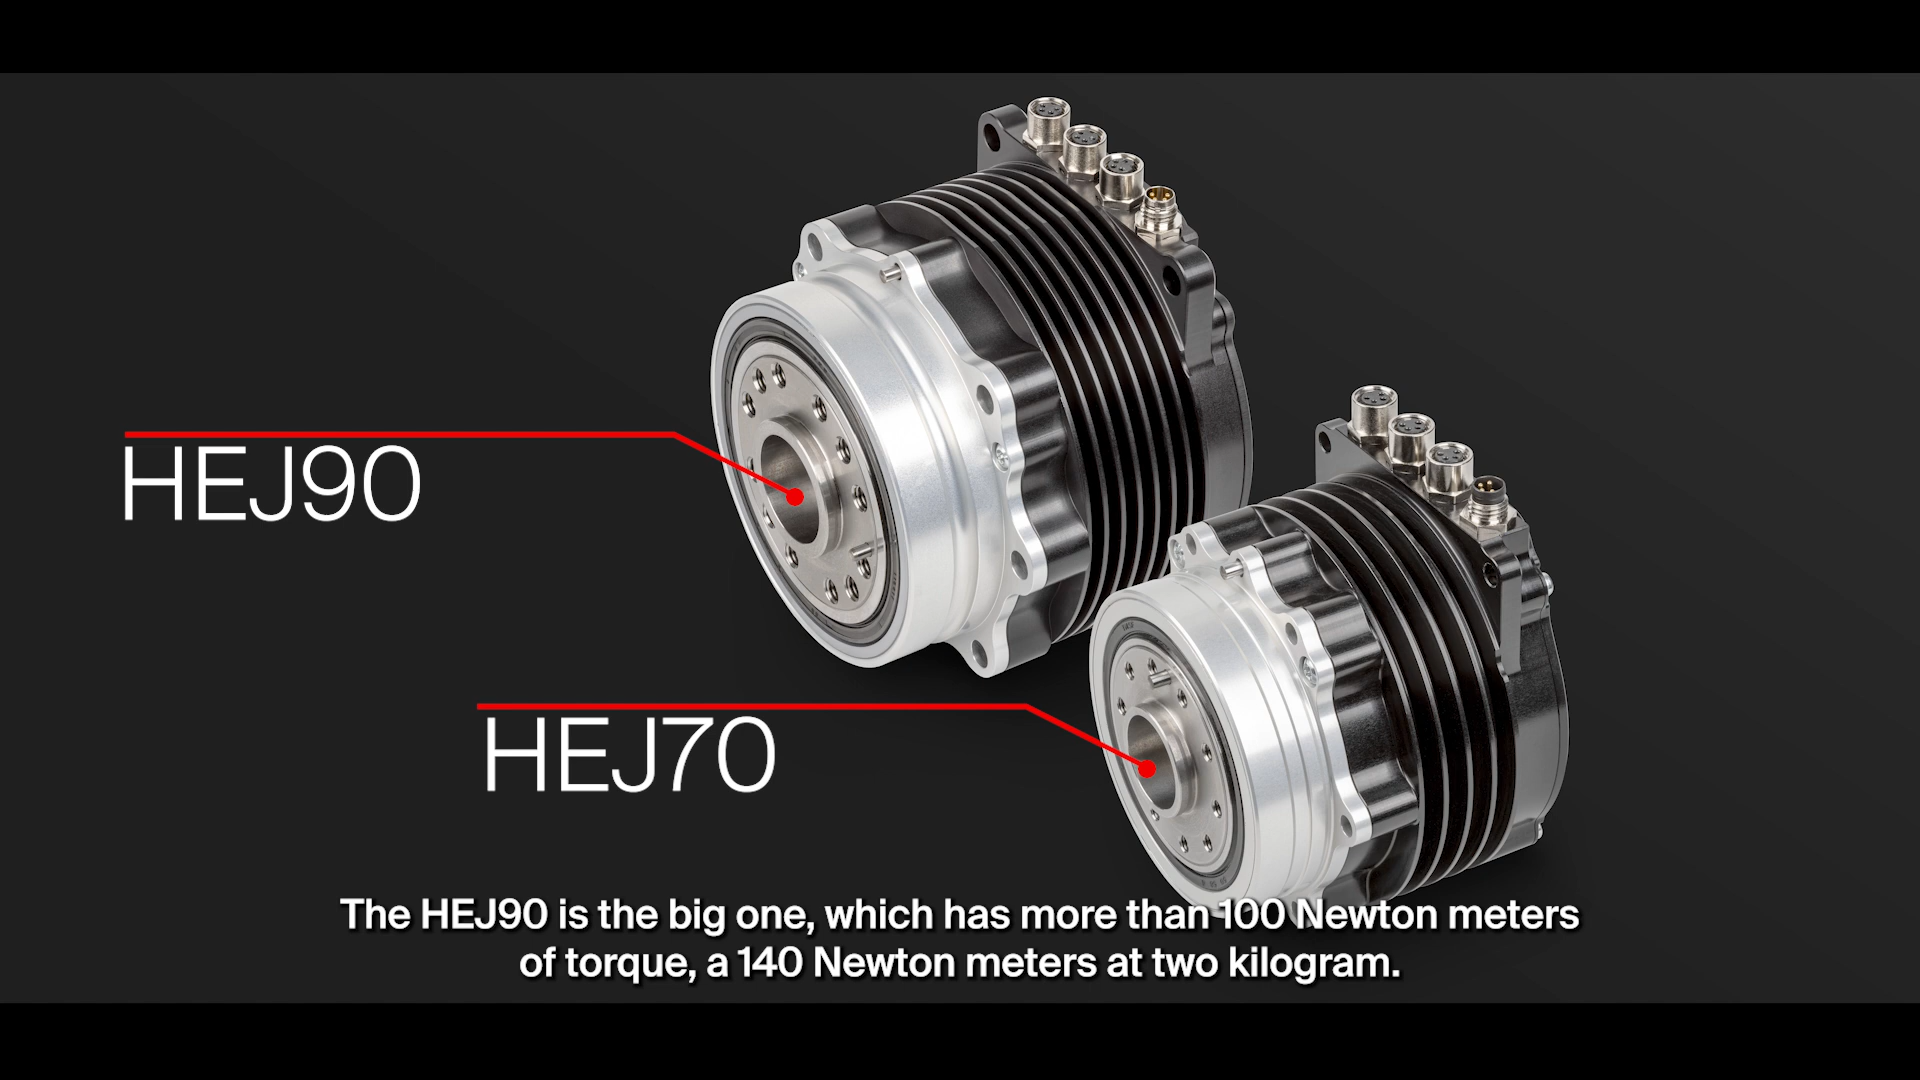 HEJ90
HEJ70
The HEJ90 is the big one, which has more than 100 Newton meters
of torque, a 140 Newton meters at two kilogram.